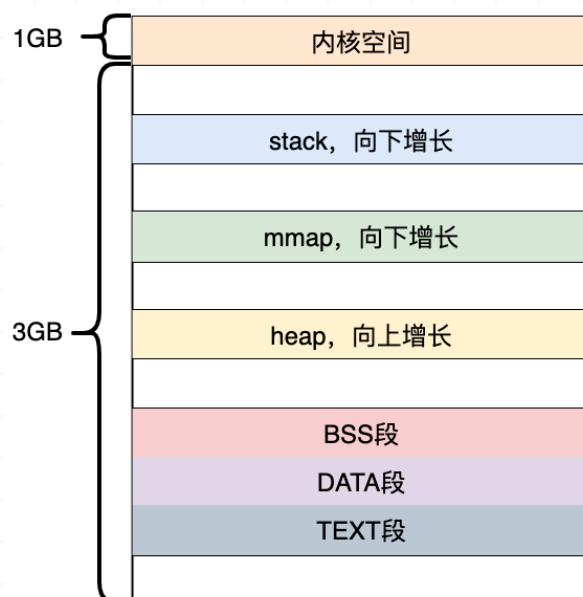 1GB
内核空间
stack，向下增长
mmap，向下增长
3GB
heap，向上增长
BSS段
DATA段
TEXT段